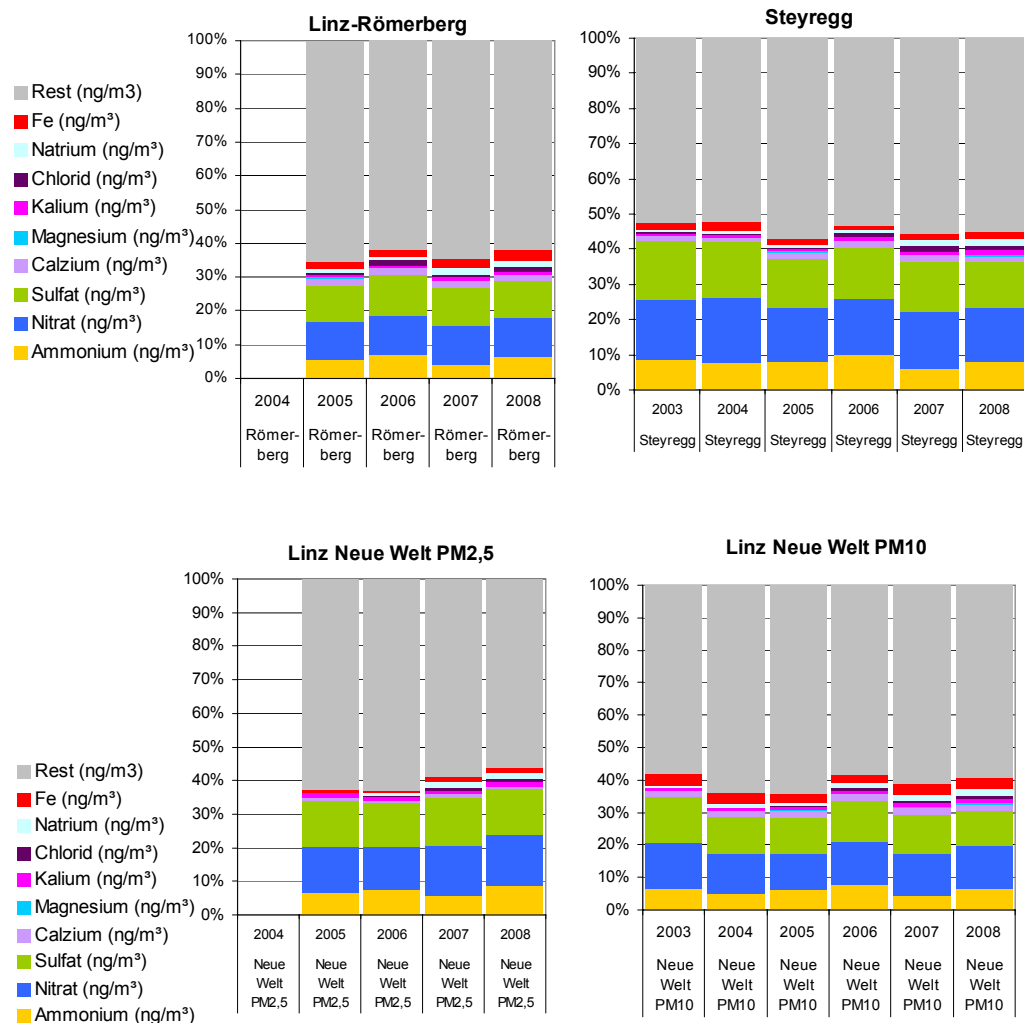 Linz-Römerberg
100%
90%
80%
70%
60%
50%
40%
30%
20%
10%
0%
Rest (ng/m3)
Fe (ng/m³)
Natrium (ng/m³)
Chlorid (ng/m³)
Kalium (ng/m³)
Magnesium (ng/m³)
Calzium (ng/m³)
Sulfat (ng/m³)
Nitrat (ng/m³)
Ammonium (ng/m³)
2004 2005 2006 2007 2008
Römer- Römer- Römer- Römer- Römer-
berg berg berg berg berg
Steyregg
100%
90%
80%
70%
60%
50%
40%
30%
20%
10%
0%
2003 2004 2005 2006 2007 2008
Steyregg Steyregg Steyregg Steyregg Steyregg Steyregg
Linz Neue Welt PM2,5
100%
90%
80%
70%
60%
50%
40%
30%
20%
10%
0%
Rest (ng/m3)
Fe (ng/m³)
Natrium (ng/m³)
Chlorid (ng/m³)
Kalium (ng/m³)
Magnesium (ng/m³)
Calzium (ng/m³)
Sulfat (ng/m³)
Nitrat (ng/m³)
Ammonium (ng/m³)
2004 2005 2006 2007 2008
Neue Neue Neue Neue Neue
Welt Welt Welt Welt Welt
PM2,5 PM2,5 PM2,5 PM2,5 PM2,5
Linz Neue Welt PM10
100%
90%
80%
70%
60%
50%
40%
30%
20%
10%
0%
2003 2004 2005 2006 2007 2008
Neue Neue Neue Neue Neue Neue
Welt Welt Welt Welt Welt Welt
PM10 PM10 PM10 PM10 PM10 PM10